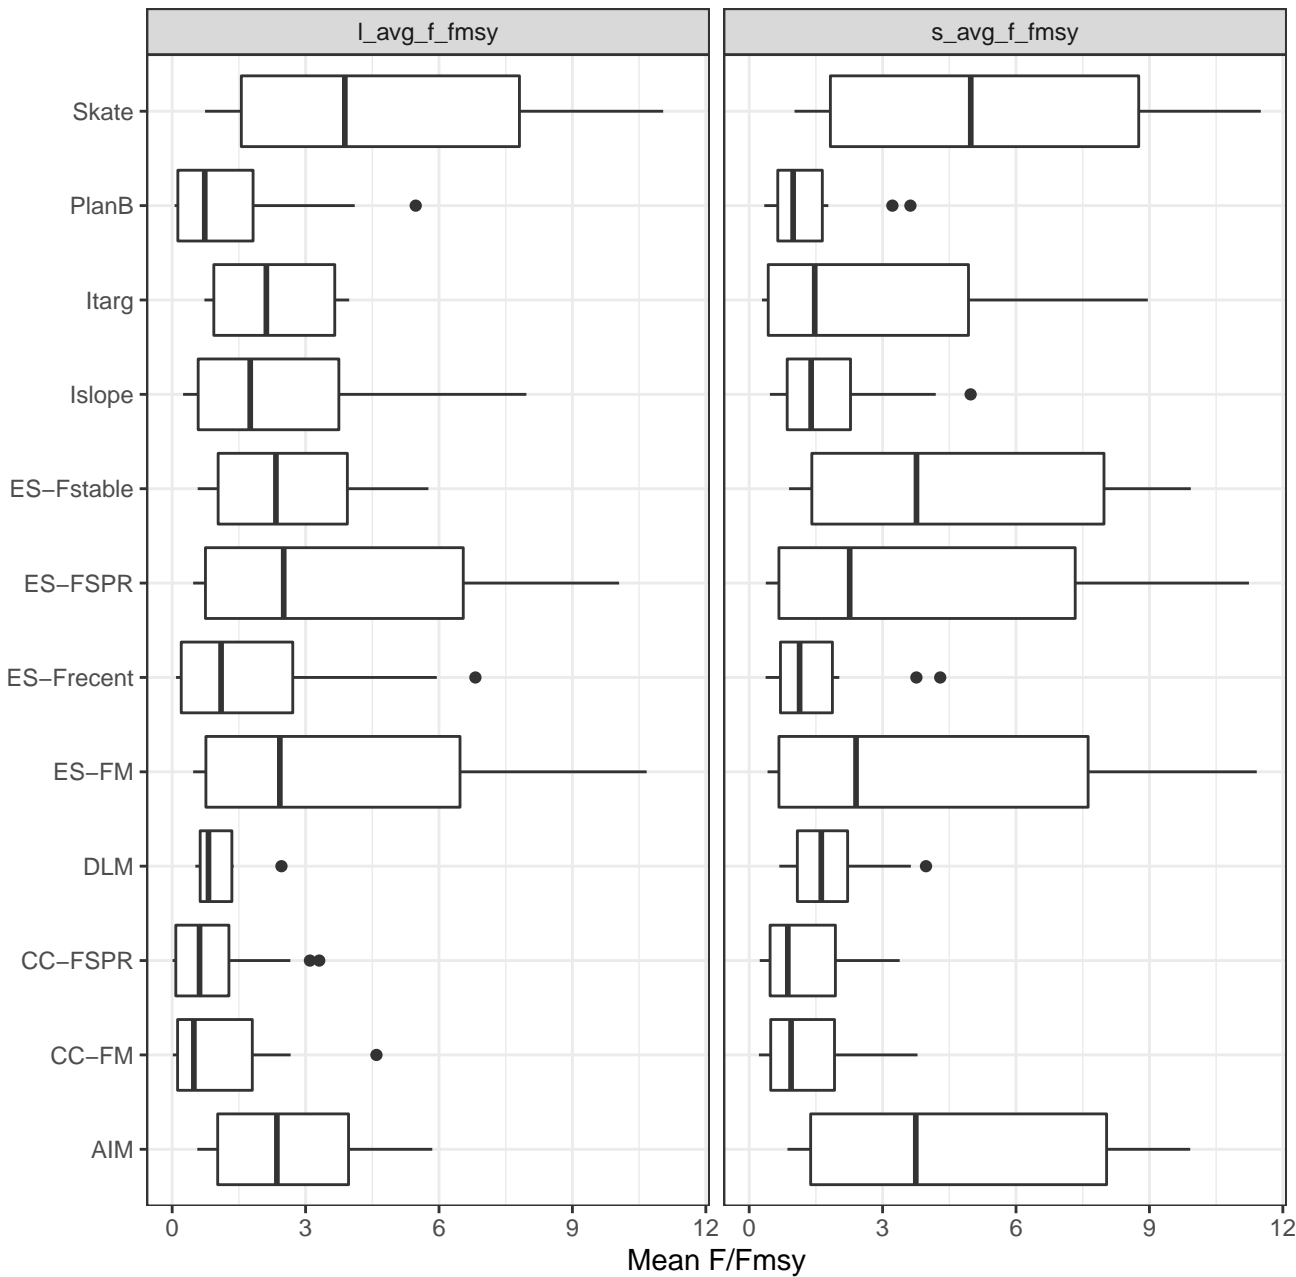 l_avg_f_fmsy
s_avg_f_fmsy
Skate
PlanB
Itarg
Islope
ES−Fstable
ES−FSPR
ES−Frecent
ES−FM
DLM
CC−FSPR
CC−FM
AIM
0 3 6 9 12
0 3 6 9 12
Mean F/Fmsy